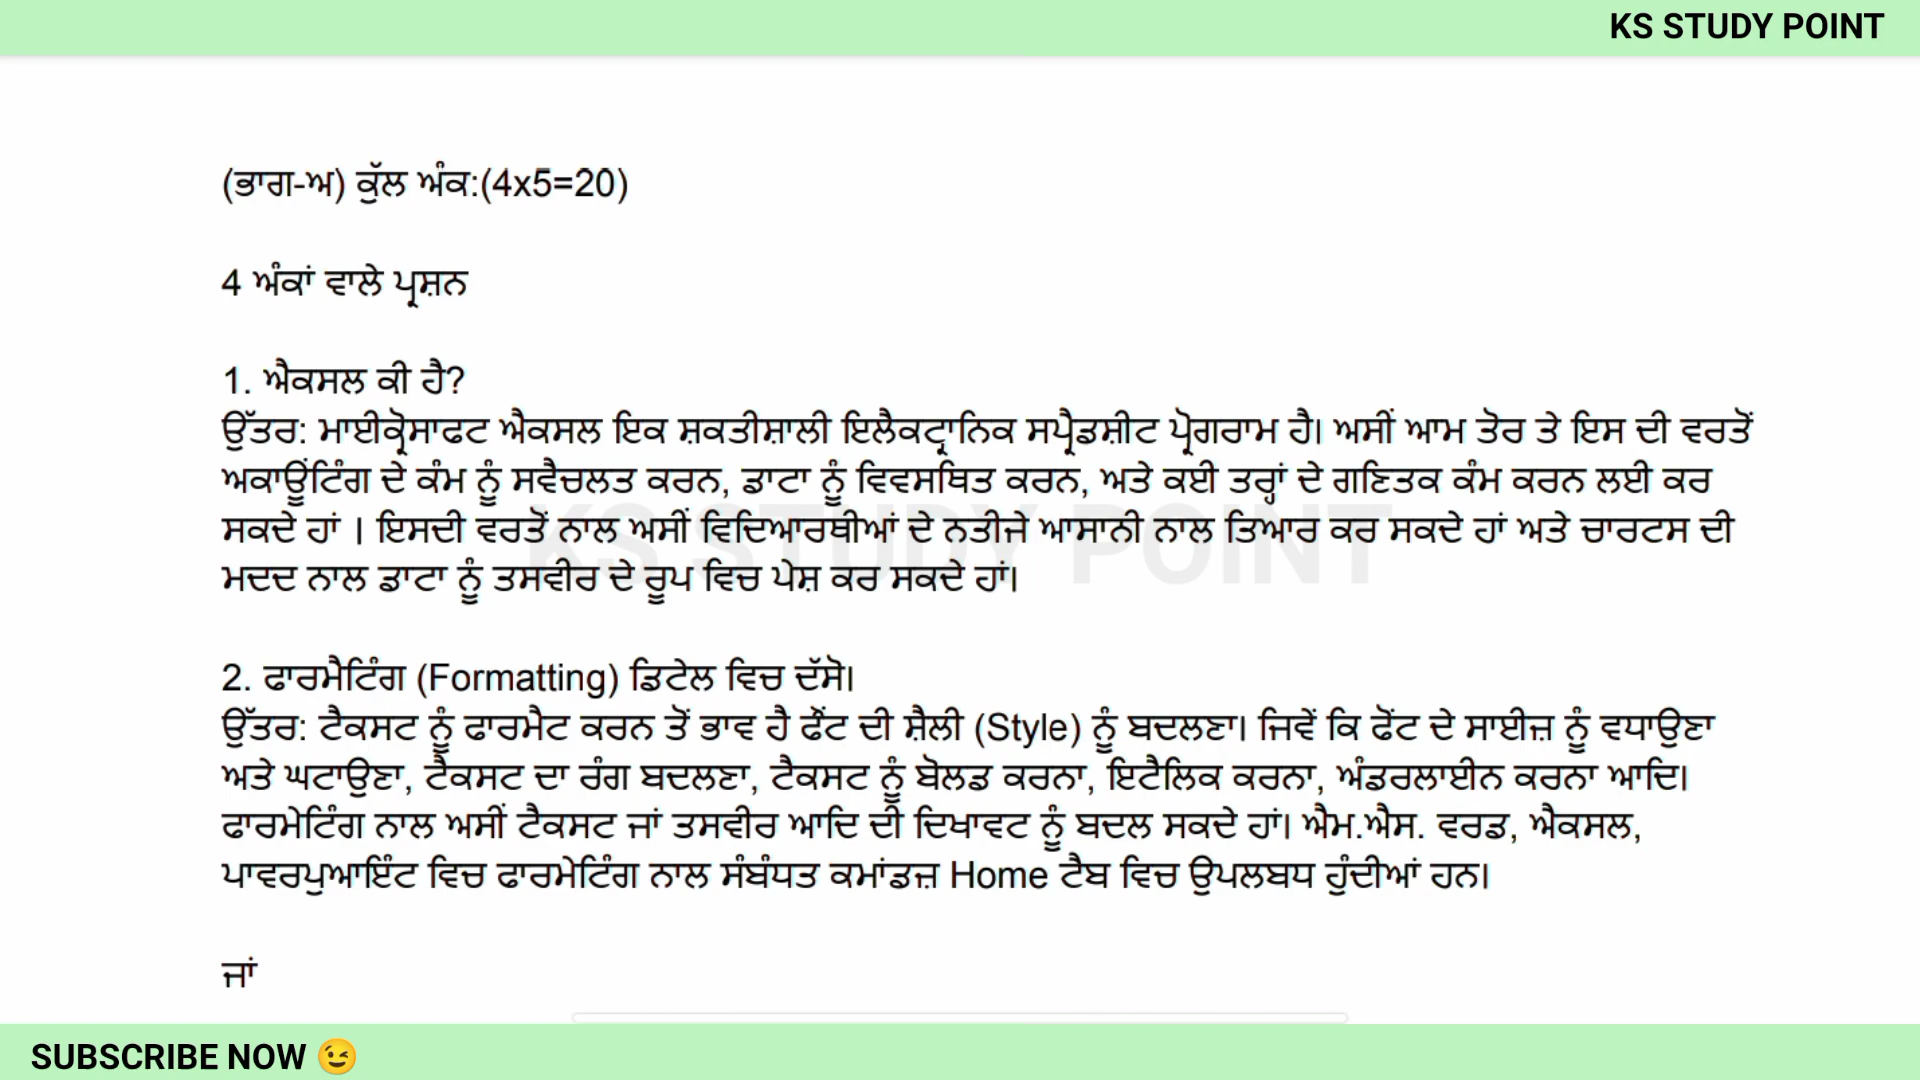 KS STUDY POINT
(ਭਾਗ-ਅ) ਕੁੱਲ ਅੰਕ:(4x5=20)
4 ਅੰਕਾਂ ਵਾਲੇ ਪ੍ਰਸ਼ਨ
1. ਐਕਸਲ ਕੀ ਹੈ?
ਉੱਤਰ: ਮਾਈਕ੍ਰੋਸਾਫਟ ਐਕਸਲ ਇਕ ਸ਼ਕਤੀਸ਼ਾਲੀ ਇਲੈਕਟ੍ਰਾਨਿਕ ਸਪ੍ਰੈਡਸ਼ੀਟ ਪ੍ਰੋਗਰਾਮ ਹੈ। ਅਸੀਂ ਆਮ ਤੋਰ ਤੇ ਇਸ ਦੀ ਵਰਤੋਂ
ਅਕਾਊਂਟਿੰਗ ਦੇ ਕੰਮ ਨੂੰ ਸਵੈਚਲਤ ਕਰਨ, ਡਾਟਾ ਨੂੰ ਵਿਵਸਥਿਤ ਕਰਨ, ਅਤੇ ਕਈ ਤਰ੍ਹਾਂ ਦੇ ਗਣਿਤਕ ਕੰਮ ਕਰਨ ਲਈ ਕਰ
ਸਕਦੇ ਹਾਂ । ਇਸਦੀ ਵਰਤੋਂ ਨਾਲ ਅਸੀਂ ਵਿਦਿਆਰਥੀਆਂ ਦੇ ਨਤੀਜੇ ਆਸਾਨੀ ਨਾਲ ਤਿਆਰ ਕਰ ਸਕਦੇ ਹਾਂ ਅਤੇ ਚਾਰਟਸ ਦੀ
KS STUDY POINT
ਮਦਦ ਨਾਲ ਡਾਟਾ ਨੂੰ ਤਸਵੀਰ ਦੇ ਰੂਪ ਵਿਚ ਪੇਸ਼ ਕਰ ਸਕਦੇ ਹਾਂ।
2. ਫਾਰਮੈਟਿੰਗ (Formatting) ਡਿਟੇਲ ਵਿਚ ਦੱਸੋ।
ਉੱਤਰ: ਟੈਕਸਟ ਨੂੰ ਫਾਰਮੈਟ ਕਰਨ ਤੋਂ ਭਾਵ ਹੈ ਫੌਂਟ ਦੀ ਸ਼ੈਲੀ (Style) ਨੂੰ ਬਦਲਣਾ। ਜਿਵੇਂ ਕਿ ਫੋਂਟ ਦੇ ਸਾਈਜ਼ ਨੂੰ ਵਧਾਉਣਾ
ਅਤੇ ਘਟਾਉਣਾ, ਟੈਕਸਟ ਦਾ ਰੰਗ ਬਦਲਣਾ, ਟੈਕਸਟ ਨੂੰ ਬੋਲਡ ਕਰਨਾ, ਇਟੈਲਿਕ ਕਰਨਾ, ਅੰਡਰਲਾਈਨ ਕਰਨਾ ਆਦਿ।
ਫਾਰਮੇਟਿੰਗ ਨਾਲ ਅਸੀਂ ਟੈਕਸਟ ਜਾਂ ਤਸਵੀਰ ਆਦਿ ਦੀ ਦਿਖਾਵਟ ਨੂੰ ਬਦਲ ਸਕਦੇ ਹਾਂ। ਐਮ.ਐਸ. ਵਰਡ, ਐਕਸਲ,
ਪਾਵਰਪੁਆਇੰਟ ਵਿਚ ਫਾਰਮੇਟਿੰਗ ਨਾਲ ਸੰਬੰਧਤ ਕਮਾਂਡਜ਼ Home ਟੈਬ ਵਿਚ ਉਪਲਬਧ ਹੁੰਦੀਆਂ ਹਨ।
ਜਾਂ
SUBSCRIBE NOW 😉